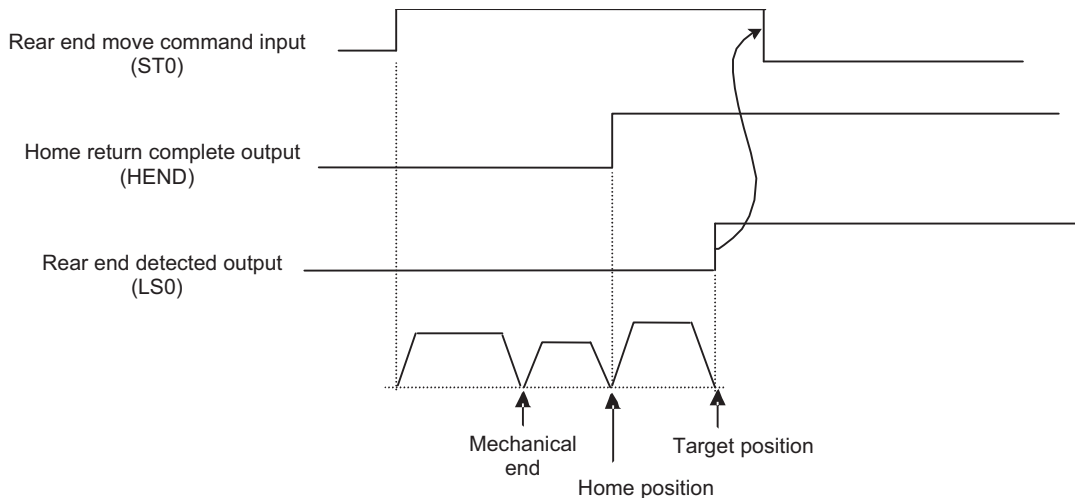 Rear end move command input
(ST0)
Home return complete output
(HEND)
Rear end detected output
(LS0)
Mechanical
end
Home position
Target position